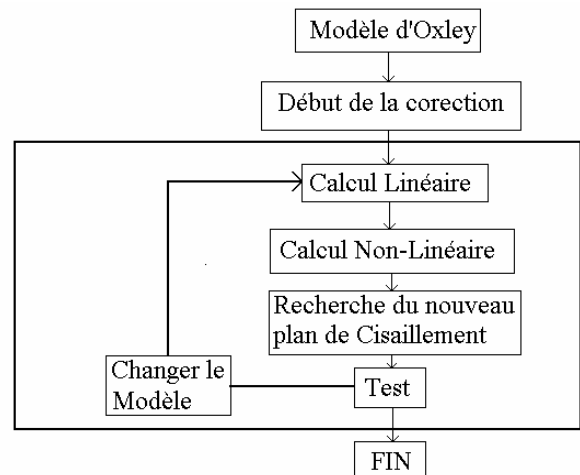 Modèle d'Oxley
Début de la corection
Calcul Linéaire
Calcul Non-Linéaire
Recherche du nouveau
plan de Cisaillement
Changer le
Modèle
Test
FIN